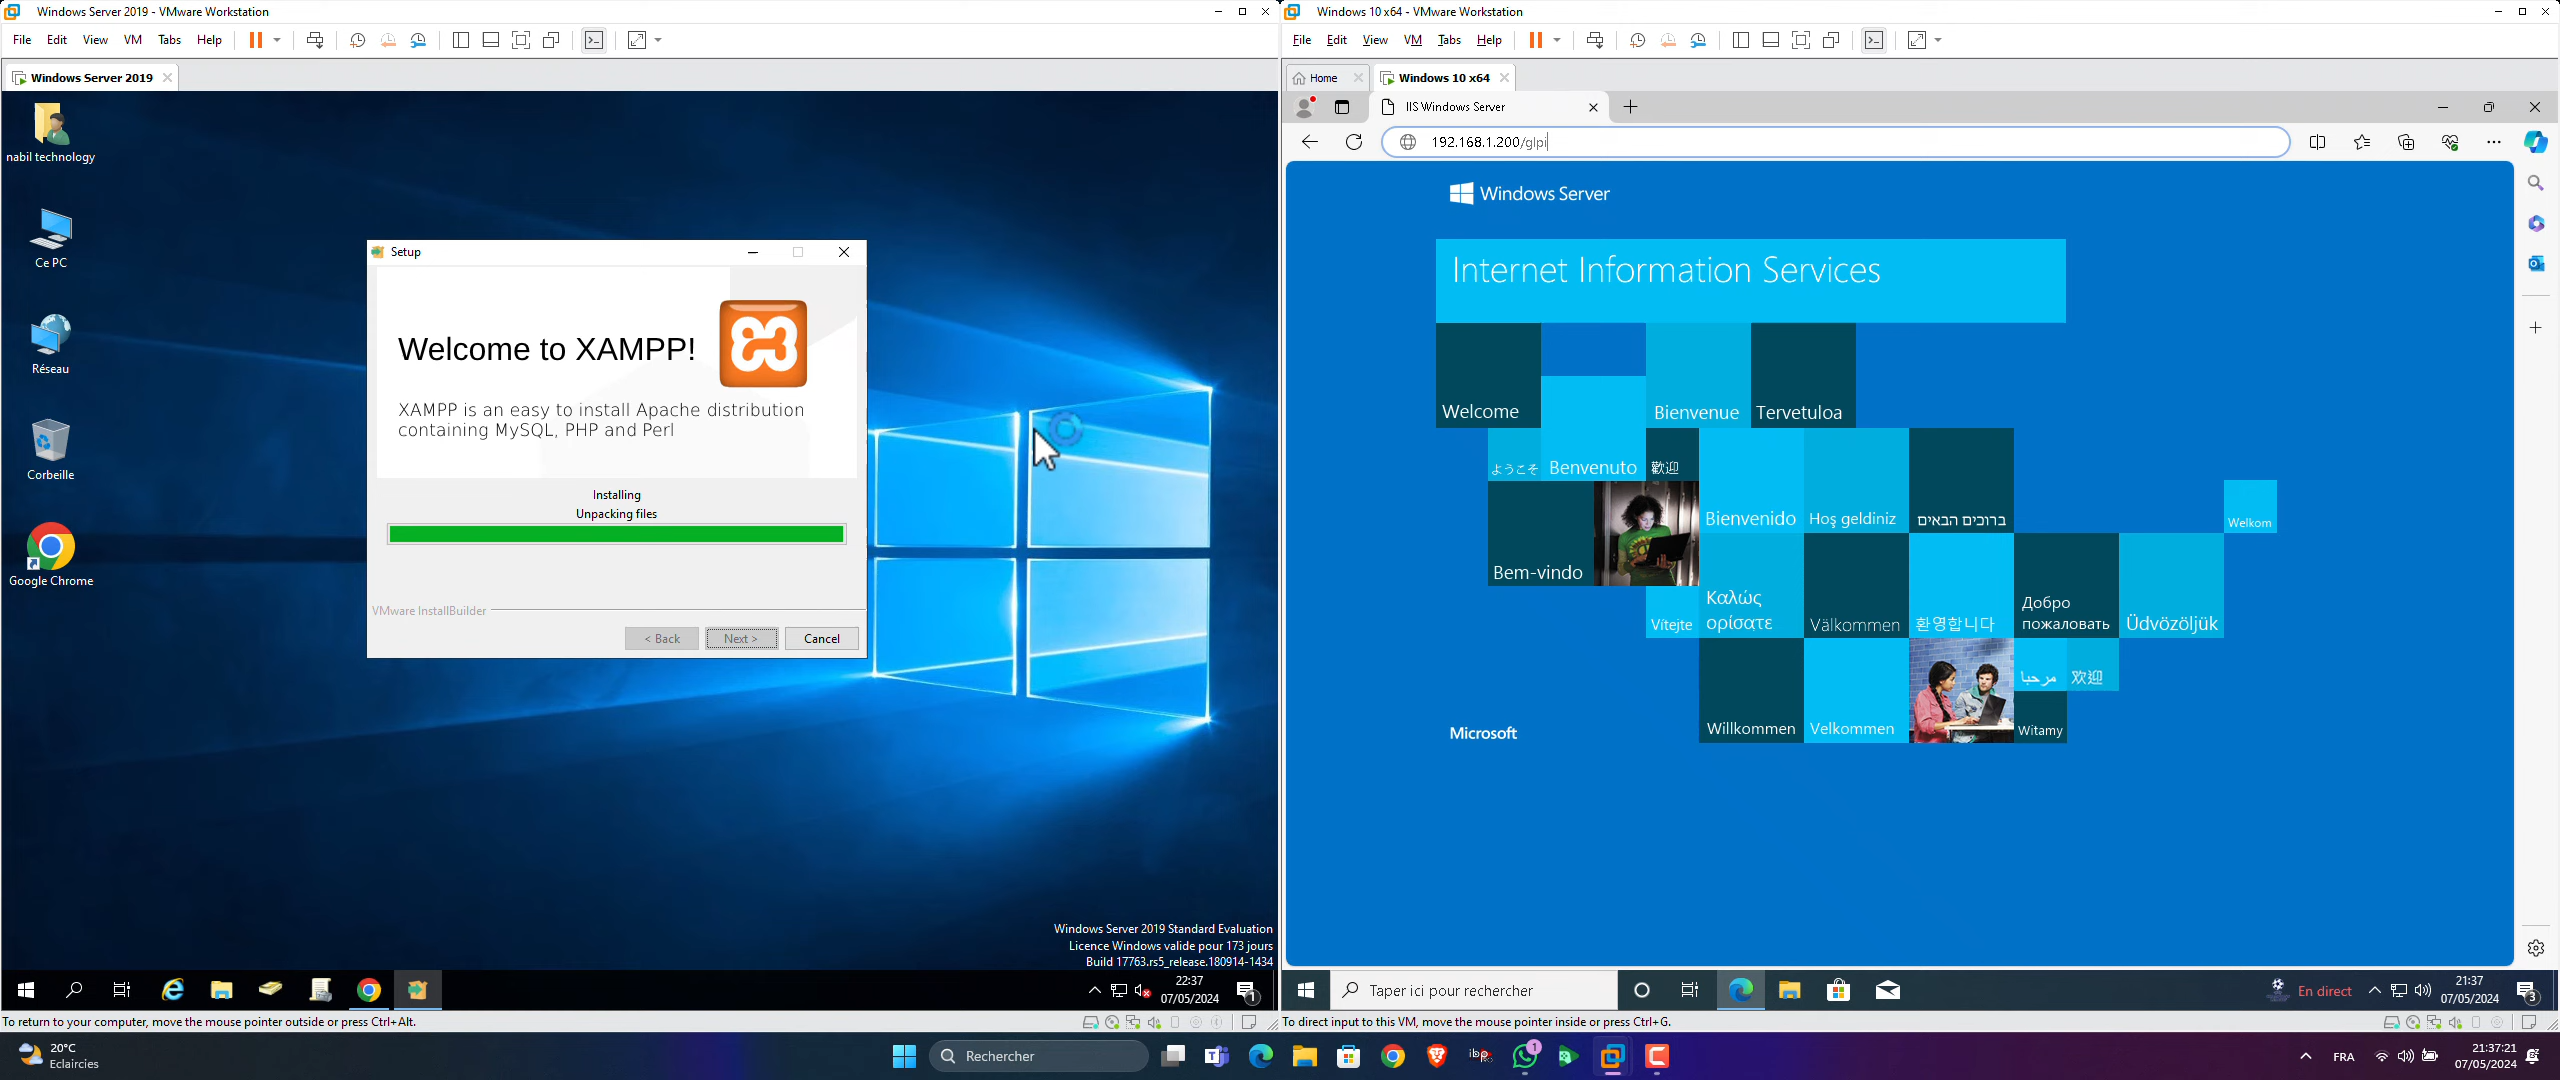 Windows Server 2019 - VMware Workstation
File Edit View VM Tabs Help
Windows Server 2019
nabil technology
Ce PC
Réseau
Corbeille
Google Chrome
Setup
Welcome to XAMPP!
XAMPP is an easy to install Apache distribution
containing MySQL, PHP and Perl
Installing
Unpacking files
VMware InstallBuilder
< Back
Next >
Cancel
Windows Server 2019 Standard Evaluation
Licence Windows valide pour 173 jours
Build 17763.rs5_release.180914-1434
22:37
07/05/2024
1
To return to your computer, move the mouse pointer outside or press Ctrl+Alt.
Windows 10 x64 - VMware Workstation
File Edit View VM Tabs Help
Home
Windows 10 x64
IIS Windows Server
192.168.1.200/glpi
Windows Server
Internet Information Services
Welcome
Bienvenue
Tervetuloa
ようこそ
Benvenuto
歡迎
Bienvenido
Hoş geldiniz
ברוכים הבאים
Welkom
Bem-vindo
Vítejte
Καλώς
ορίσατε
Välkommen
환영합니다
Добро
пожаловать
Üdvözöljük
Microsoft
Willkommen
Velkommen
مرحبا
欢迎
Witamy
Taper ici pour rechercher
En direct
21:37
07/05/2024
3
To direct input to this VM, move the mouse pointer inside or press Ctrl+G.
20°C
Eclaircies
Rechercher
ibp
1
FRA
21:37:21
07/05/2024